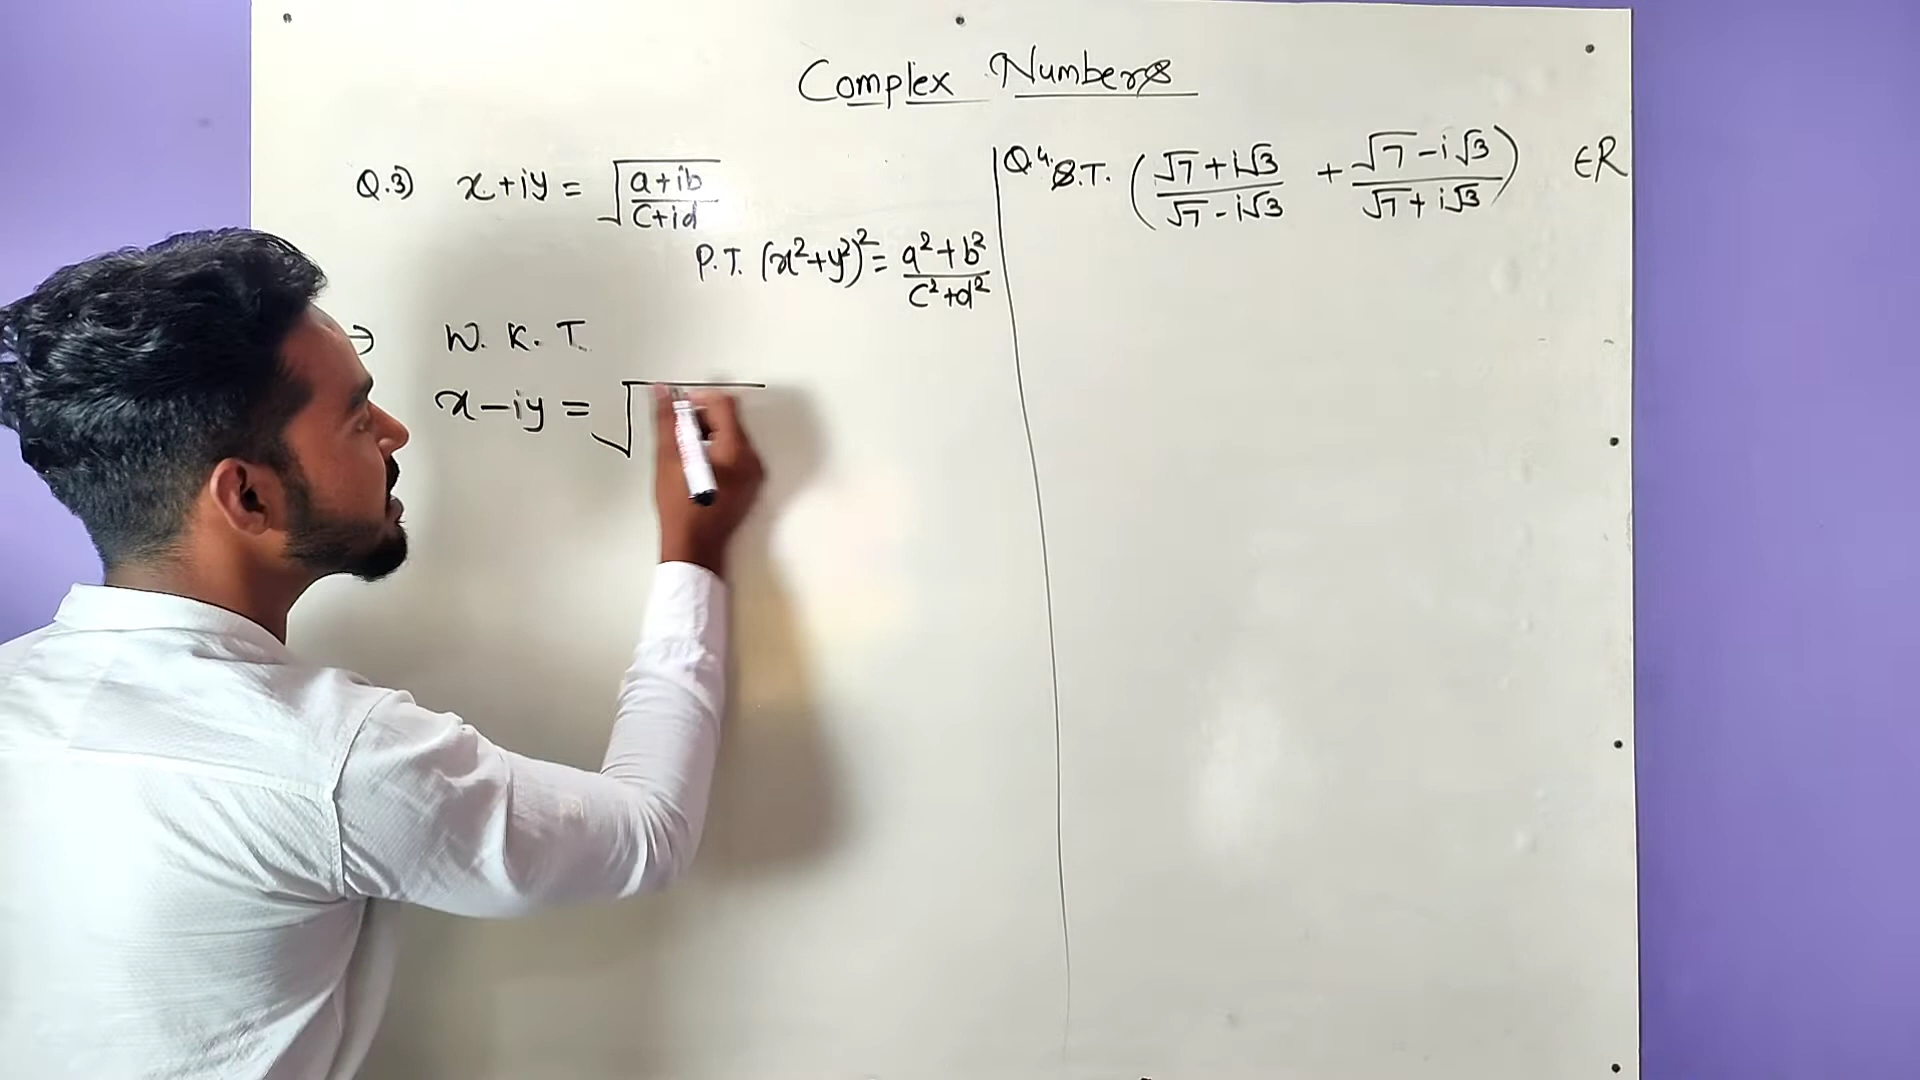 Complex Numbers
Q.3) x+iy = √(a+ib / c+id)
P.T. (x²+y²)² = a²+b² / c²+d²
→ W. K. T.
x-iy = √
Q.4. S.T. (√7+i√3 / √7-i√3 + √7-i√3 / √7+i√3) ∈R